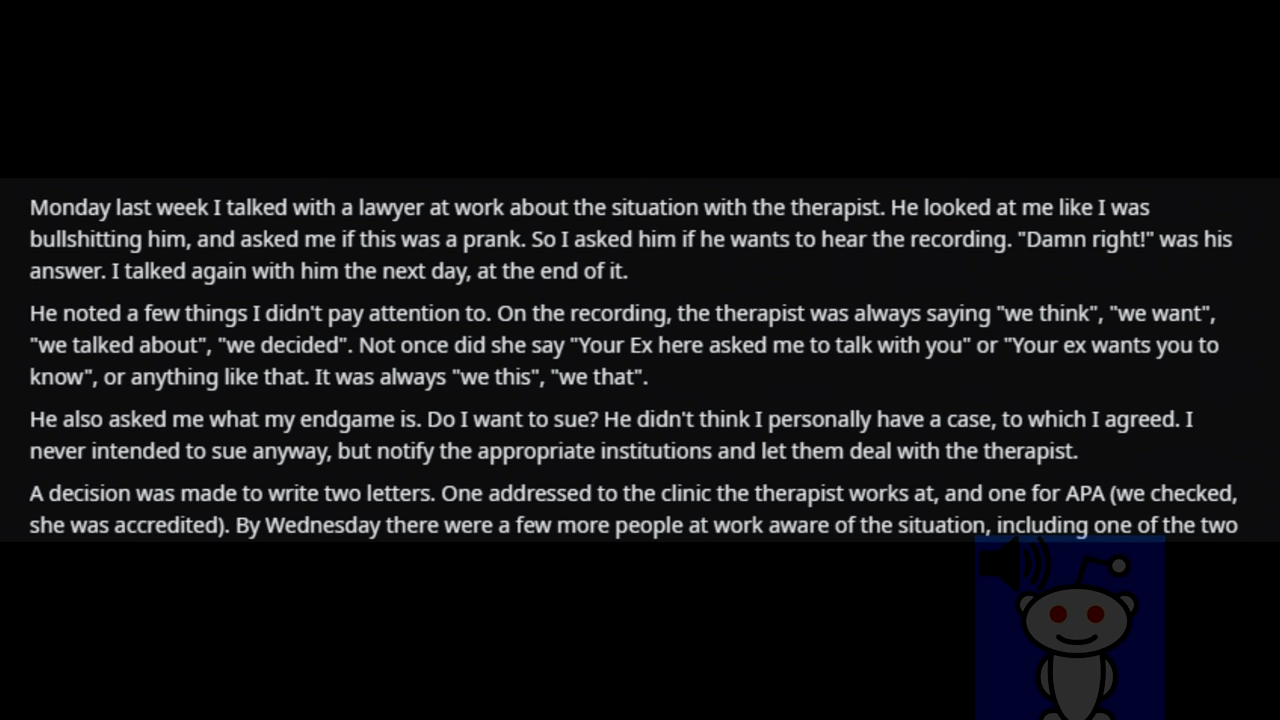 Monday last week I talked with a lawyer at work about the situation with the therapist. He looked at me like I was
bullshitting him, and asked me if this was a prank. So I asked him if he wants to hear the recording. "Damn right!" was his
answer. I talked again with him the next day, at the end of it.
He noted a few things I didn't pay attention to. On the recording, the therapist was always saying "we think", "we want",
"we talked about", "we decided". Not once did she say "Your Ex here asked me to talk with you" or "Your ex wants you to
know", or anything like that. It was always "we this", "we that".
He also asked me what my endgame is. Do I want to sue? He didn't think I personally have a case, to which I agreed. I
never intended to sue anyway, but notify the appropriate institutions and let them deal with the therapist.
A decision was made to write two letters. One addressed to the clinic the therapist works at, and one for APA (we checked,
she was accredited). By Wednesday there were a few more people at work aware of the situation, including one of the two